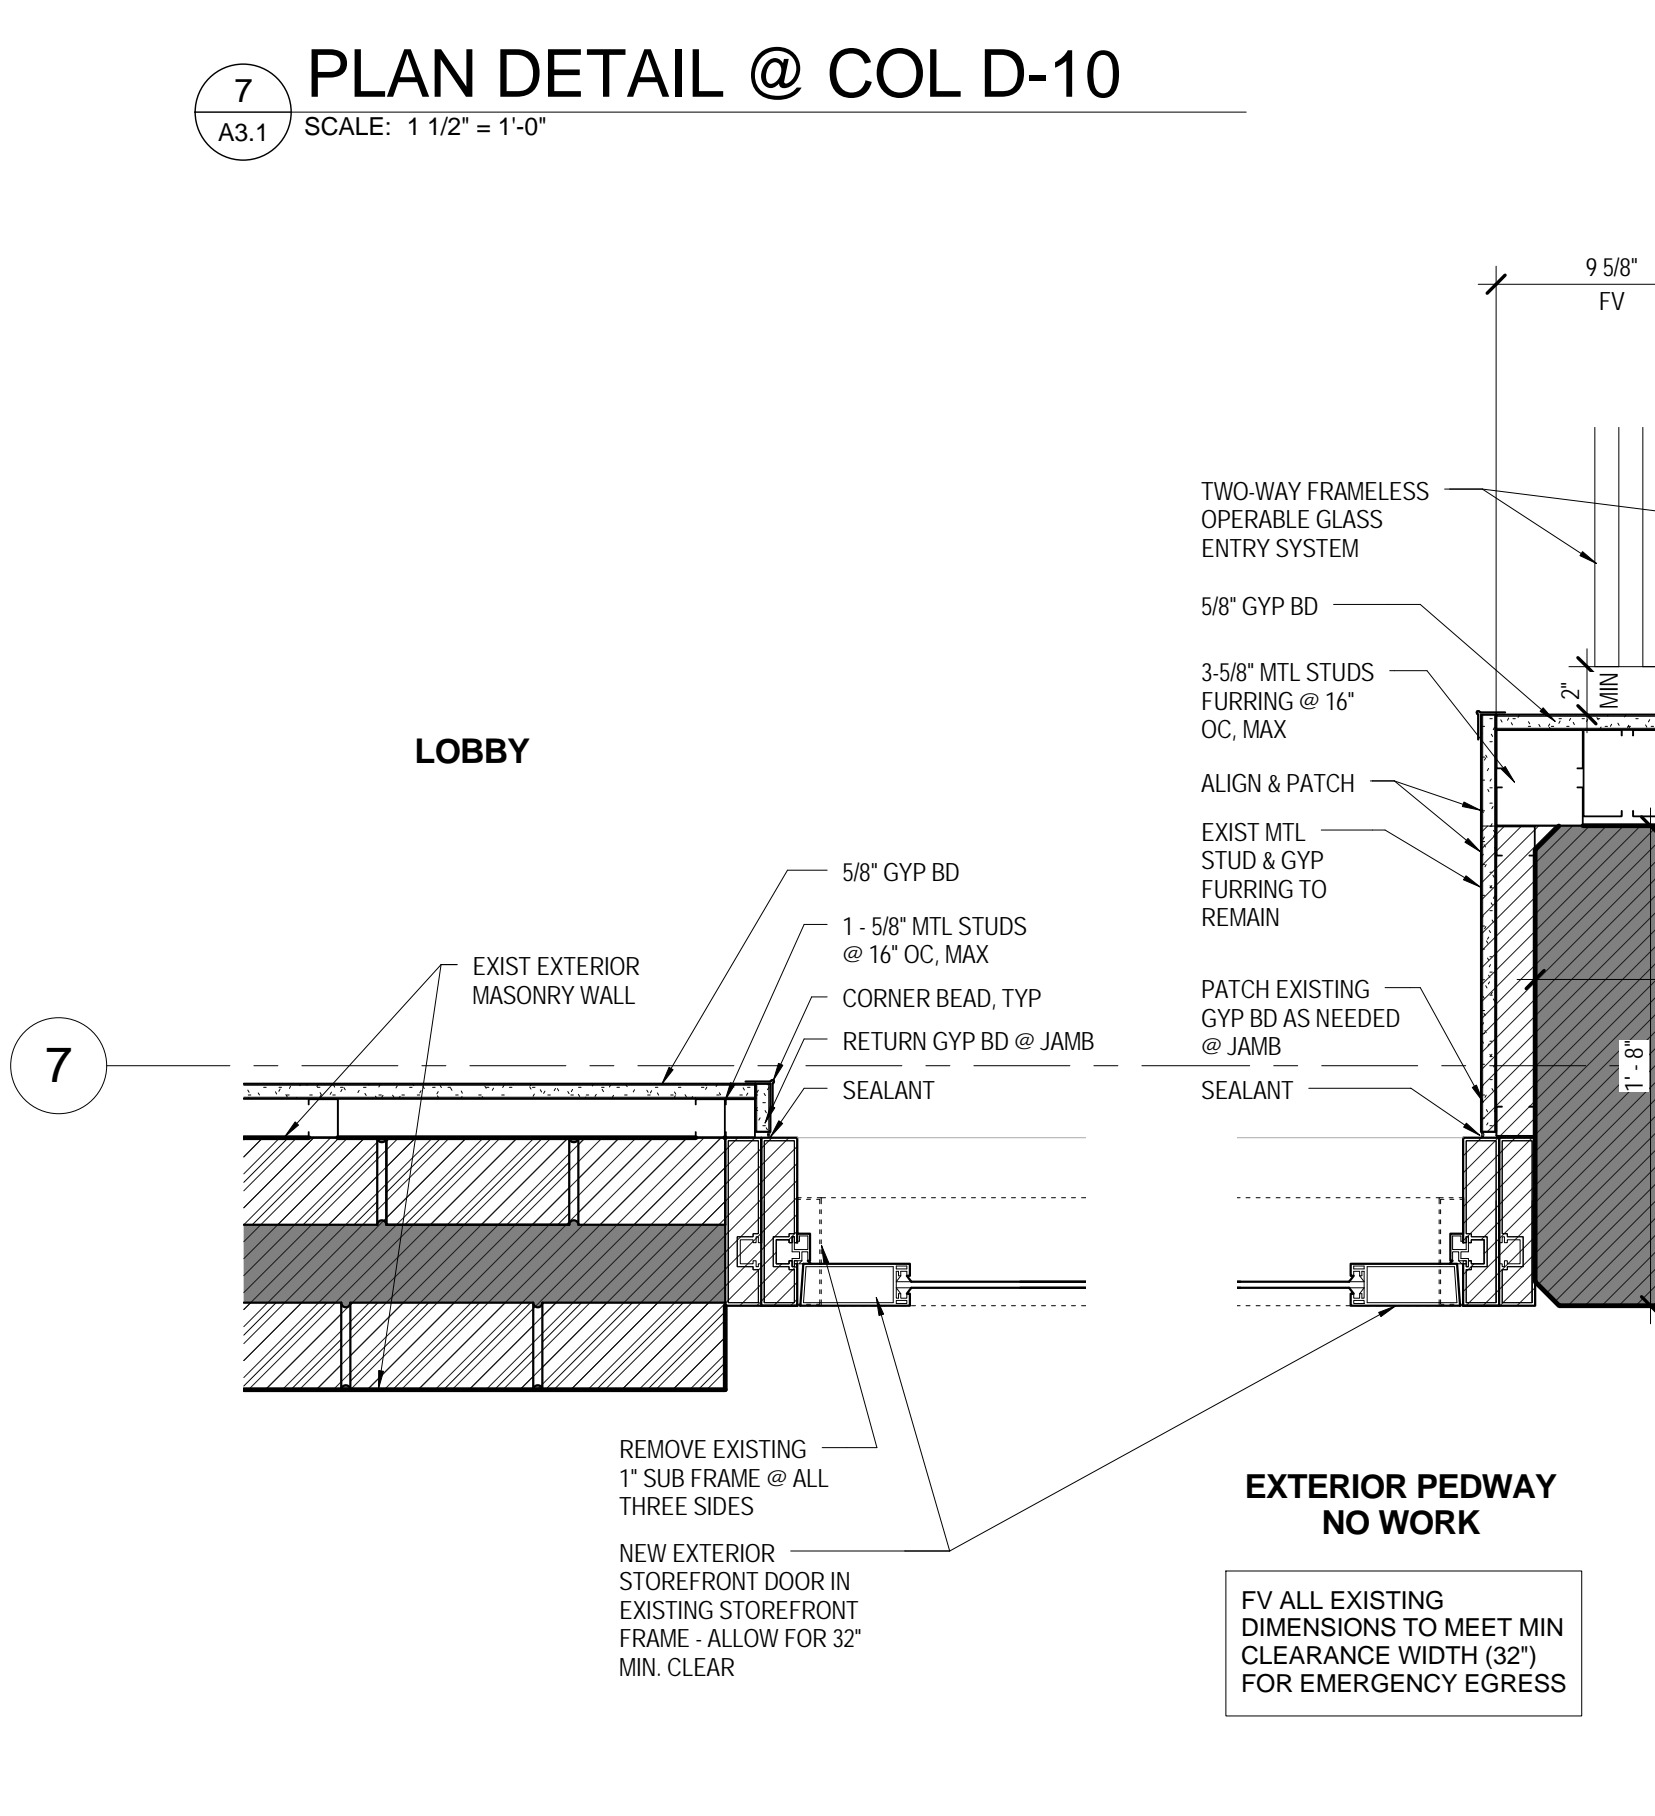 7
A3.1
PLAN DETAIL @ COL D-10
SCALE: 1 1/2" = 1'-0"
9 5/8"
FV
TWO-WAY FRAMELESS
OPERABLE GLASS
ENTRY SYSTEM
5/8" GYP BD
3-5/8" MTL STUDS
FURRING @ 16"
OC, MAX
2"
MIN
ALIGN & PATCH
EXIST MTL
STUD & GYP
FURRING TO
REMAIN
PATCH EXISTING
GYP BD AS NEEDED
@ JAMB
SEALANT
1'- 8"
LOBBY
5/8" GYP BD
1 - 5/8" MTL STUDS
@ 16" OC, MAX
CORNER BEAD, TYP
RETURN GYP BD @ JAMB
SEALANT
EXIST EXTERIOR
MASONRY WALL
7
REMOVE EXISTING
1" SUB FRAME @ ALL
THREE SIDES
NEW EXTERIOR
STOREFRONT DOOR IN
EXISTING STOREFRONT
FRAME - ALLOW FOR 32"
MIN. CLEAR
EXTERIOR PEDWAY
NO WORK
FV ALL EXISTING
DIMENSIONS TO MEET MIN
CLEARANCE WIDTH (32")
FOR EMERGENCY EGRESS